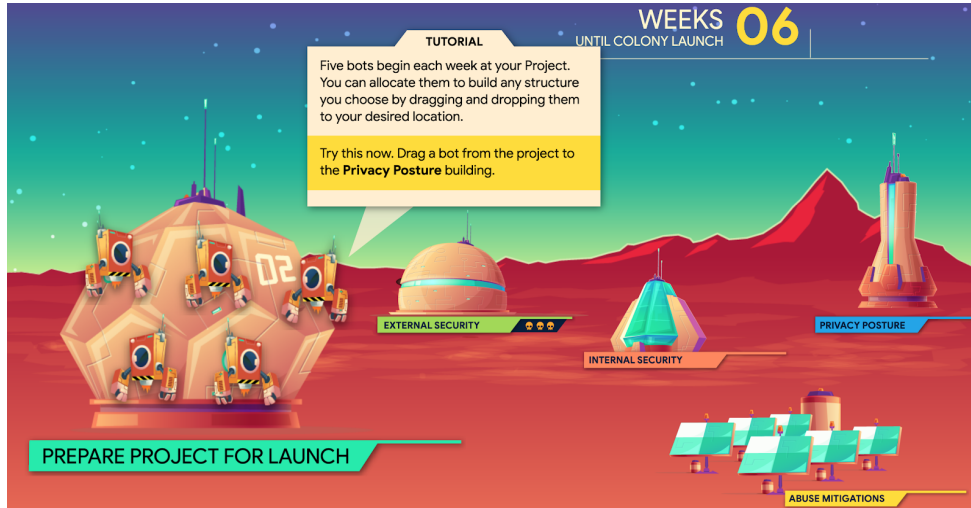 WEEKS
UNTIL COLONY LAUNCH
06
TUTORIAL
Five bots begin each week at your Project.
You can allocate them to build any structure
you choose by dragging and dropping them
to your desired location.
Try this now. Drag a bot from the project to
the Privacy Posture building.
02
EXTERNAL SECURITY
INTERNAL SECURITY
PRIVACY POSTURE
PREPARE PROJECT FOR LAUNCH
ABUSE MITIGATIONS